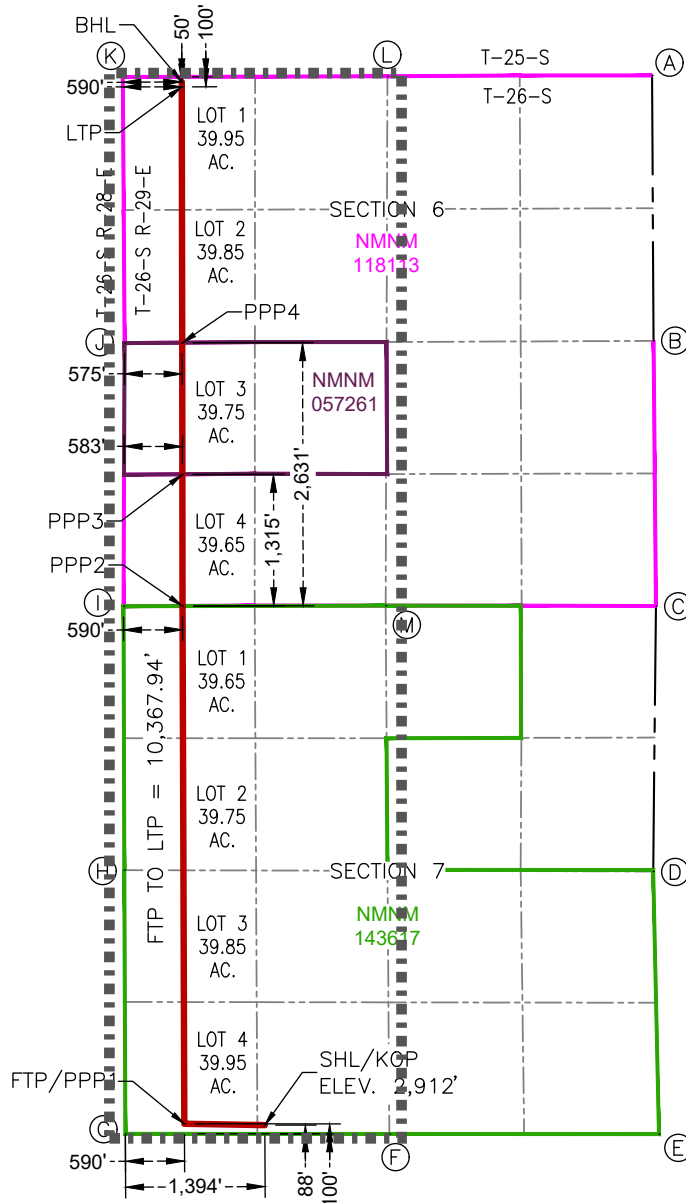 BHL
50'
100'
K
L
A
T-25-S
T-26-S
590'
LTP
LOT 1
39.95
AC.
T-26-S R-28-E
T-26-S R-29-E
SECTION 6
NMNM
118113
LOT 2
39.85
AC.
PPP4
J
B
575'
LOT 3
39.75
AC.
NMNM
057261
583'
2,631'
PPP3
LOT 4
39.65
AC.
1,315'
PPP2
I
C
590'
M
LOT 1
39.65
AC.
FTP TO LTP = 10,367.94'
LOT 2
39.75
AC.
H
SECTION 7
D
NMNM
143617
LOT 3
39.85
AC.
LOT 4
39.95
AC.
SHL/KOP
ELEV. 2,912'
FTP/PPP1
G
F
E
590'
1,394'
88'
100'